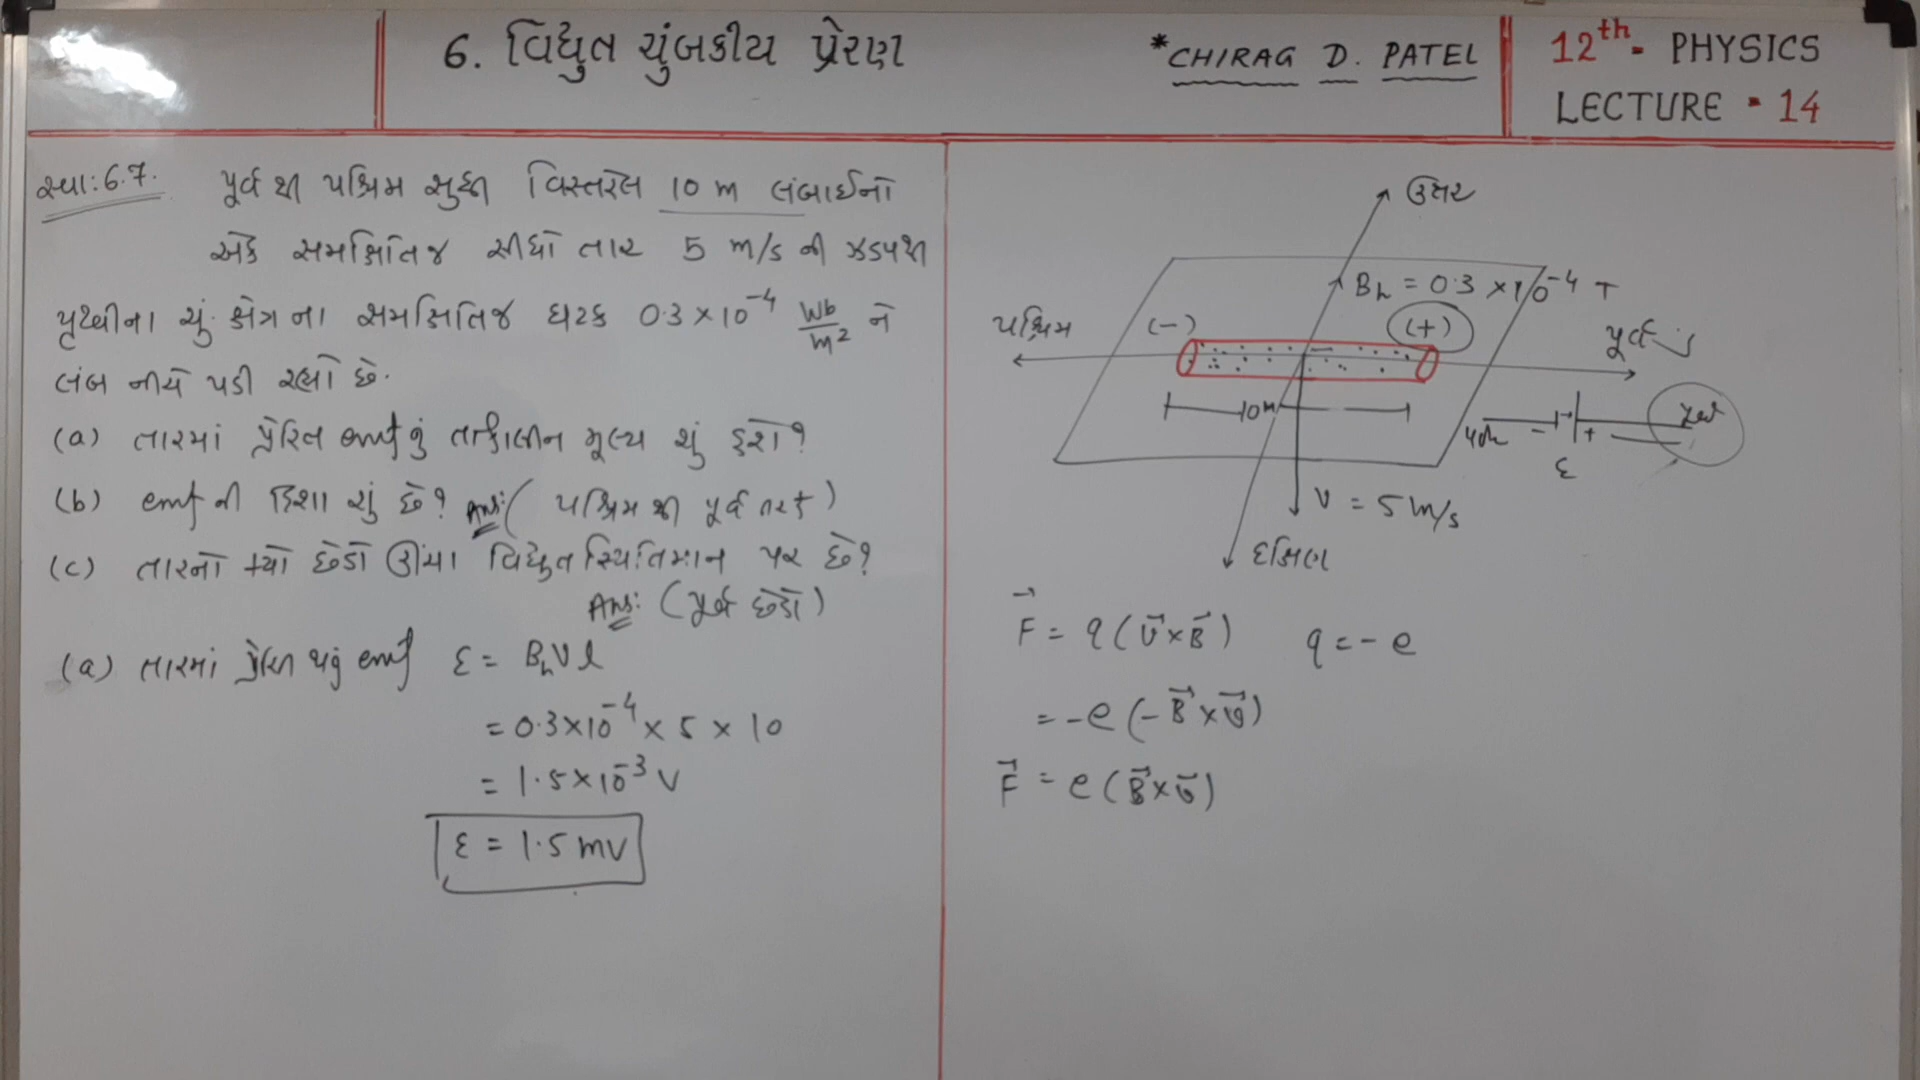 6. વિદ્યુત ચુંબકીય પ્રેરણ
*CHIRAG D. PATEL
12th - PHYSICS
LECTURE - 14
સ્વા: 6.7. પૂર્વ થી પશ્ચિમ સુધી વિસ્તરેલ 10 m લંબાઈનો
એક સમક્ષિતિજ સીધો તાર 5 m/s ની ઝડપથી
પૃથ્વીના ચું. ક્ષેત્રના સમક્ષિતિજ ઘટક 0.3 × 10⁻⁴ Wb/m² ને
લંબ નીચે પડી રહ્યો છે.
(a) તારમાં પ્રેરિત emf નું તાત્કાલીન મૂલ્ય શું હશે?
(b) emf ની દિશા શું છે? Ans: (પશ્ચિમ થી પૂર્વ તરફ)
(c) તારનો કયો છેડો ઊંચા વિદ્યુત સ્થિતિમાન પર છે?
Ans: (પૂર્વ છેડો)
(a) તારમાં પ્રેરિત થતું emf ε = BₕVl
= 0.3×10⁻⁴ × 5 × 10
= 1.5×10⁻³ V
ε = 1.5 mV
ઉત્તર
Bₕ = 0.3 × 10⁻⁴ T
પશ્ચિમ (-) (+) પૂર્વ
10m
- + ε
V = 5 m/s
દક્ષિણ
F⃗ = q(v⃗×B⃗) q = -e
= -e(-B⃗×v⃗)
F⃗ = e(B⃗×v⃗)